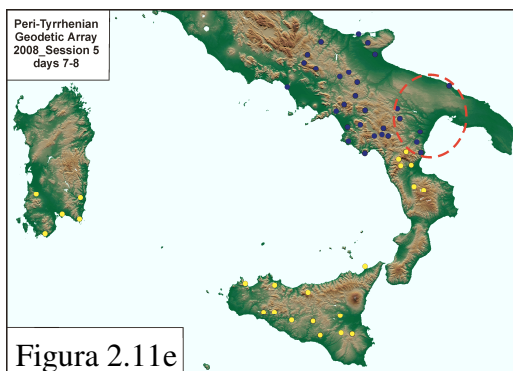 Peri-Tyrrhenian
Geodetic Array
2008_Session 5
days 7-8
Figura 2.11e